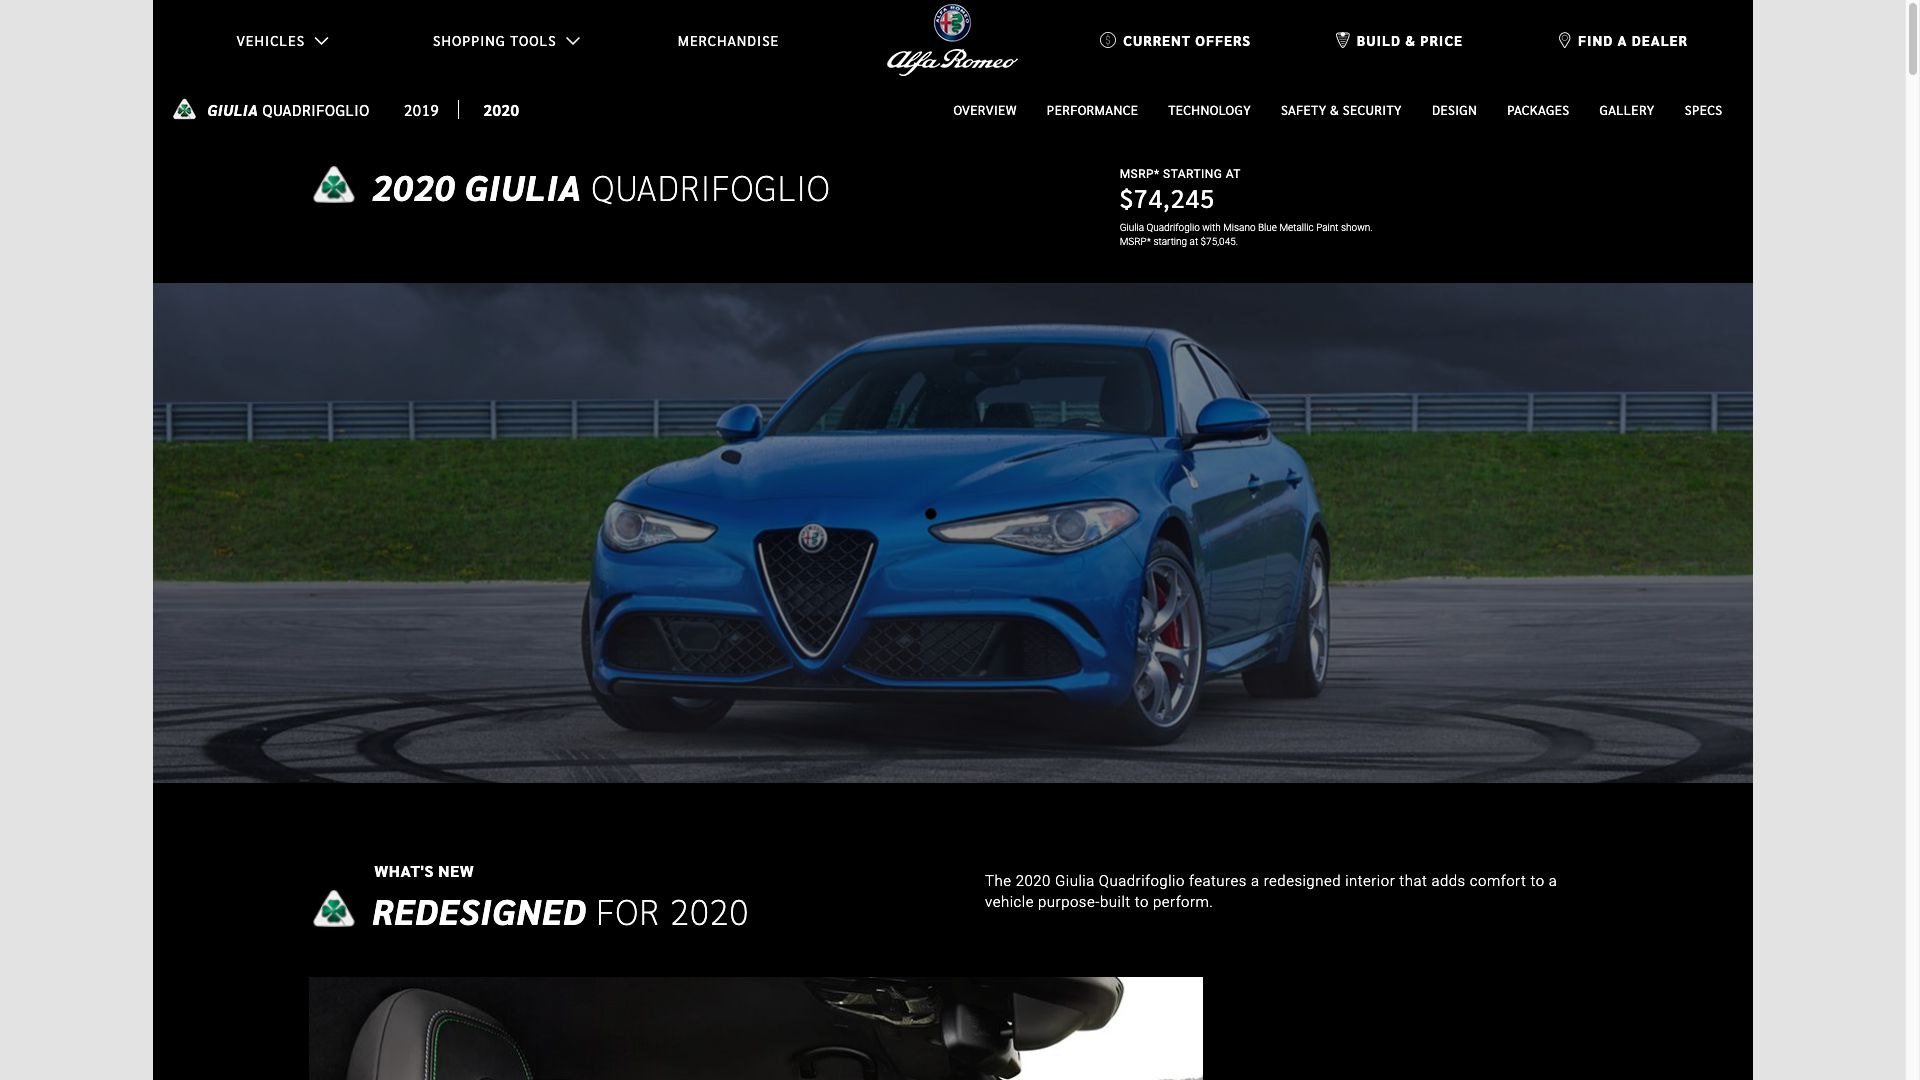 VEHICLES
SHOPPING TOOLS
MERCHANDISE
Alfa Romeo
CURRENT OFFERS
BUILD & PRICE
FIND A DEALER
GIULIA QUADRIFOGLIO
2019
2020
OVERVIEW
PERFORMANCE
TECHNOLOGY
SAFETY & SECURITY
DESIGN
PACKAGES
GALLERY
SPECS
2020 GIULIA QUADRIFOGLIO
MSRP* STARTING AT
$74,245
Giulia Quadrifoglio with Misano Blue Metallic Paint shown.
MSRP* starting at $75,045.
WHAT'S NEW
REDESIGNED FOR 2020
The 2020 Giulia Quadrifoglio features a redesigned interior that adds comfort to a
vehicle purpose-built to perform.